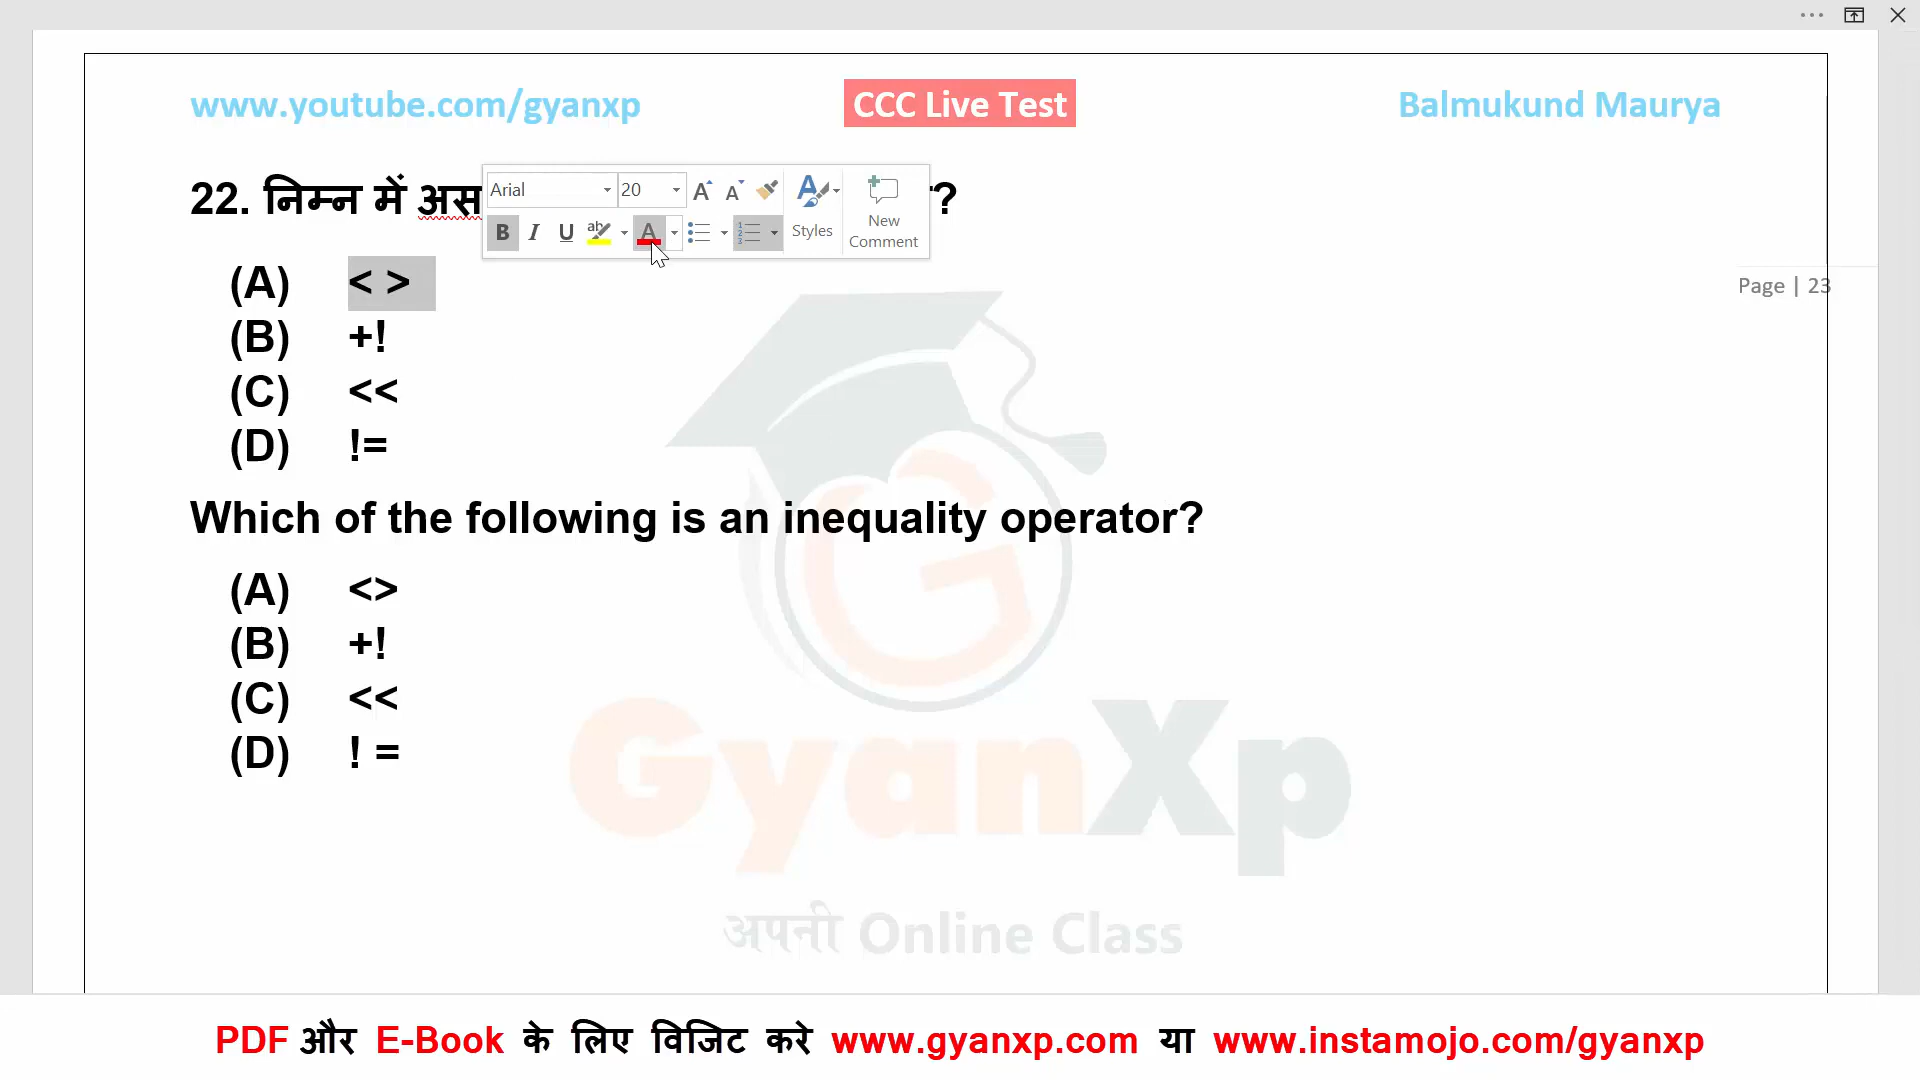 www.youtube.com/gyanxp CCC Live Test Balmukund Maurya
22. निम्न में ?
Arial 20
B I U ab A Styles New Comment
(A) < >
Page | 23
(B) +!
(C) <<
(D) !=
Which of the following is an inequality operator?
(A) <>
(B) +!
(C) <<
(D) ! =
GyanXp
अपनी Online Class
PDF और E-Book के लिए विजिट करे www.gyanxp.com या www.instamojo.com/gyanxp